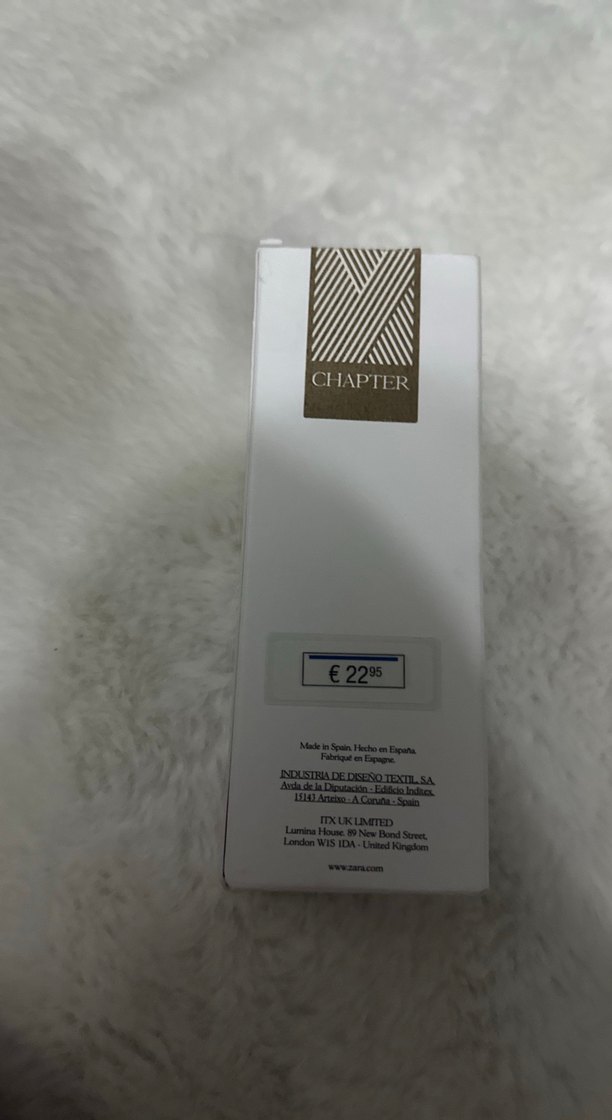 CHAPTER
€ 22⁹⁵
Made in Spain. Hecho en España.
Fabriqué en Espagne.
INDUSTRIA DE DISEÑO TEXTIL, S.A.
Avda de la Diputación - Edificio Inditex,
15143 Arteixo - A Coruña - Spain
ITX UK LIMITED
Lumina House. 89 New Bond Street,
London W1S 1DA - United Kingdom
www.zara.com